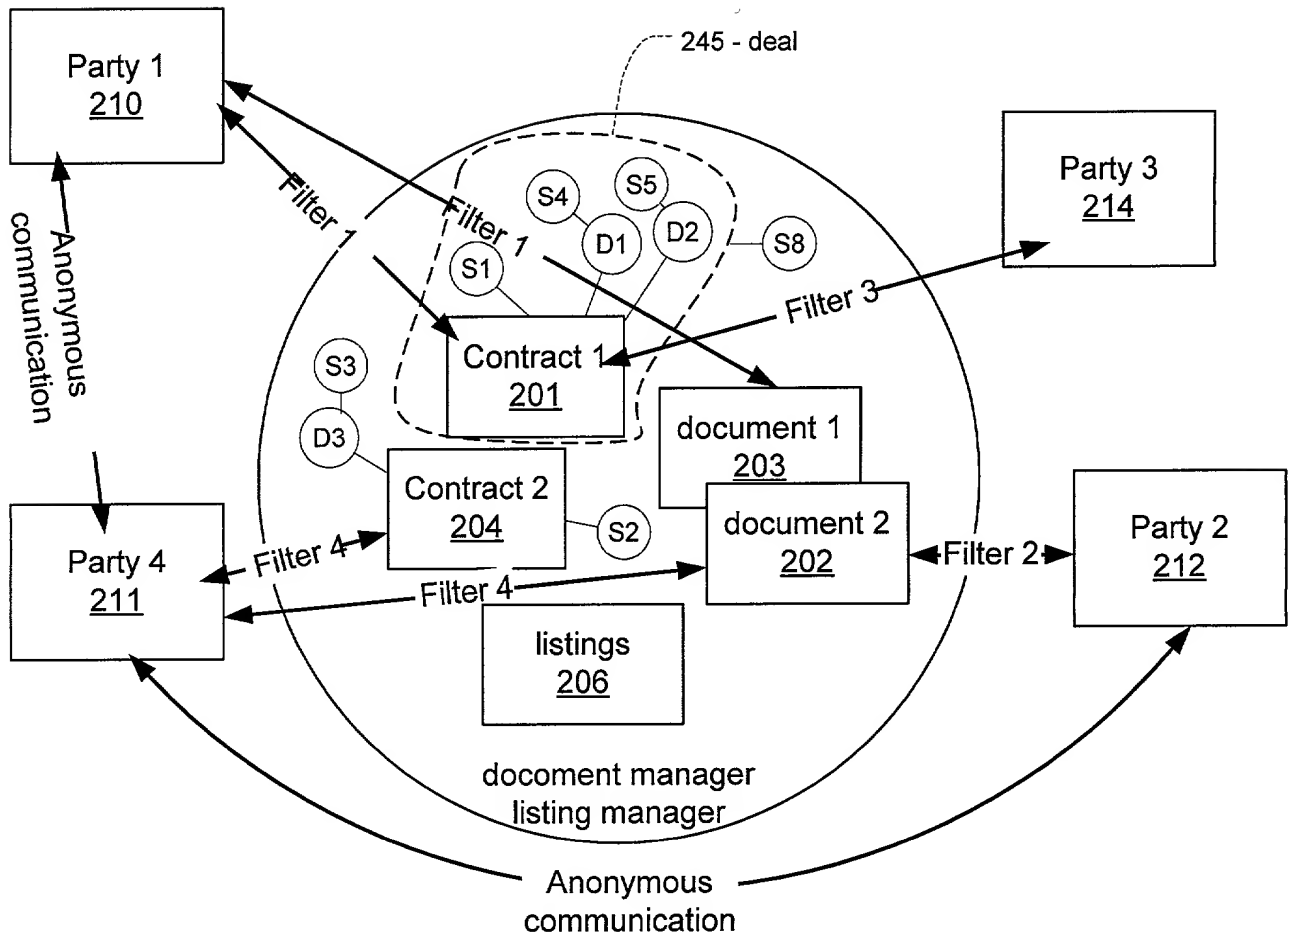 245 - deal
Party 1
210
Party 3
214
S4
S5
D1
D2
S8
S1
Filter 1
Filter 1
Filter 3
Anonymous
communication
Contract 1
201
S3
D3
document 1
203
Contract 2
204
S2
document 2
202
Party 4
211
Filter 4
Filter 4
Filter 2
Party 2
212
listings
206
docoment manager
listing manager
Anonymous
communication